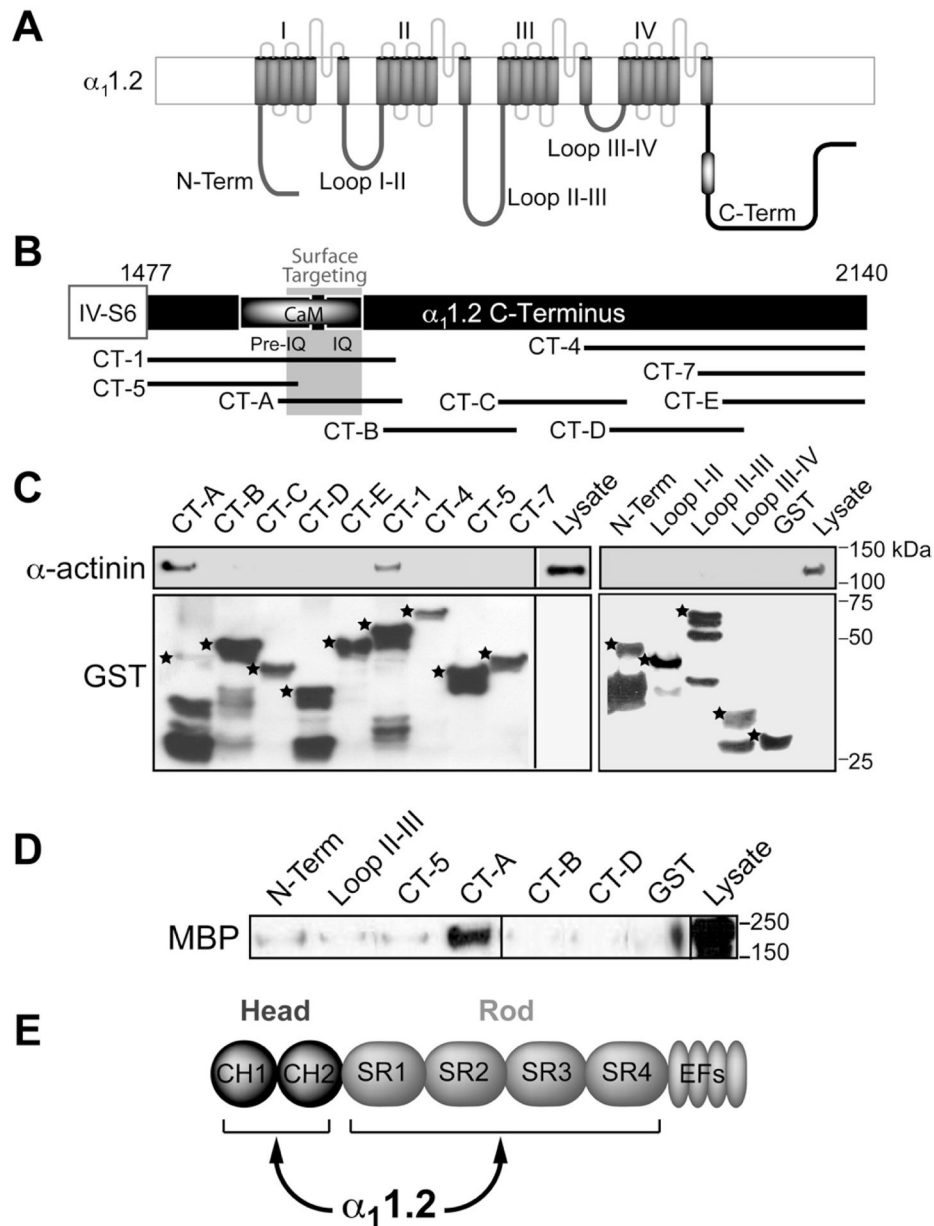 A
I II III IV
α₁1.2
N-Term
Loop I-II
Loop II-III
Loop III-IV
C-Term
B
Surface
Targeting
1477
2140
IV-S6
CaM
α₁1.2 C-Terminus
Pre-IQ
IQ
CT-1
CT-4
CT-5
CT-7
CT-A
CT-C
CT-E
CT-B
CT-D
C
CT-A CT-B CT-C CT-D CT-E CT-1 CT-4 CT-5 CT-7 Lysate
N-Term Loop I-II Loop II-III Loop III-IV GST Lysate
α-actinin
150 kDa
100
GST
75
50
25
D
N-Term Loop II-III CT-5 CT-A CT-B CT-D GST Lysate
MBP
250
150
E
Head Rod
CH1 CH2 SR1 SR2 SR3 SR4 EFs
α₁1.2